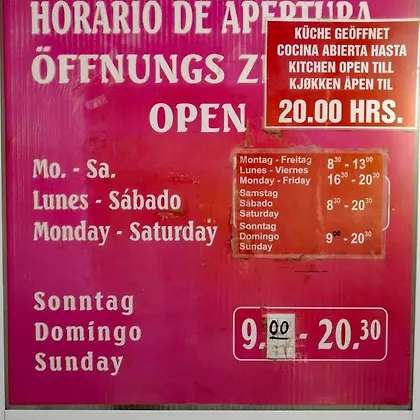 HORARIO DE APERTURA
ÖFFNUNGS
OPEN
KÜCHE GEÖFFNET
COCINA ABIERTA HASTA
KITCHEN OPEN TILL
KJØKKEN ÅPEN TIL
20.00 HRS.
Mo. - Sa.
Lunes - Sábado
Monday - Saturday
Montag - Freitag
Lunes - Viernes
Monday - Friday
8³⁰ - 13⁰⁰
16³⁰ - 20³⁰
Samstag
Sábado
Saturday
8³⁰ - 20³⁰
Sonntag
Domingo
Sunday
9⁰⁰ - 20³⁰
Sonntag
Domingo
Sunday
9.00 - 20.30